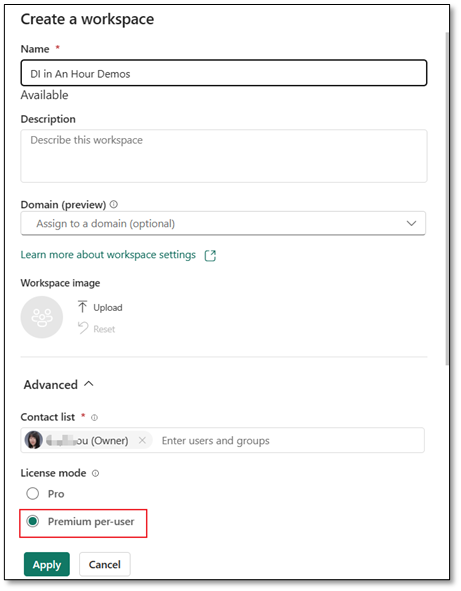 Create a workspace
Name *
DI in An Hour Demos
Available
Description
Describe this workspace
Domain (preview)
Assign to a domain (optional)
Learn more about workspace settings
Workspace image
Upload
Reset
Advanced
Contact list *
ou (Owner) Enter users and groups
License mode
Pro
Premium per-user
Apply Cancel